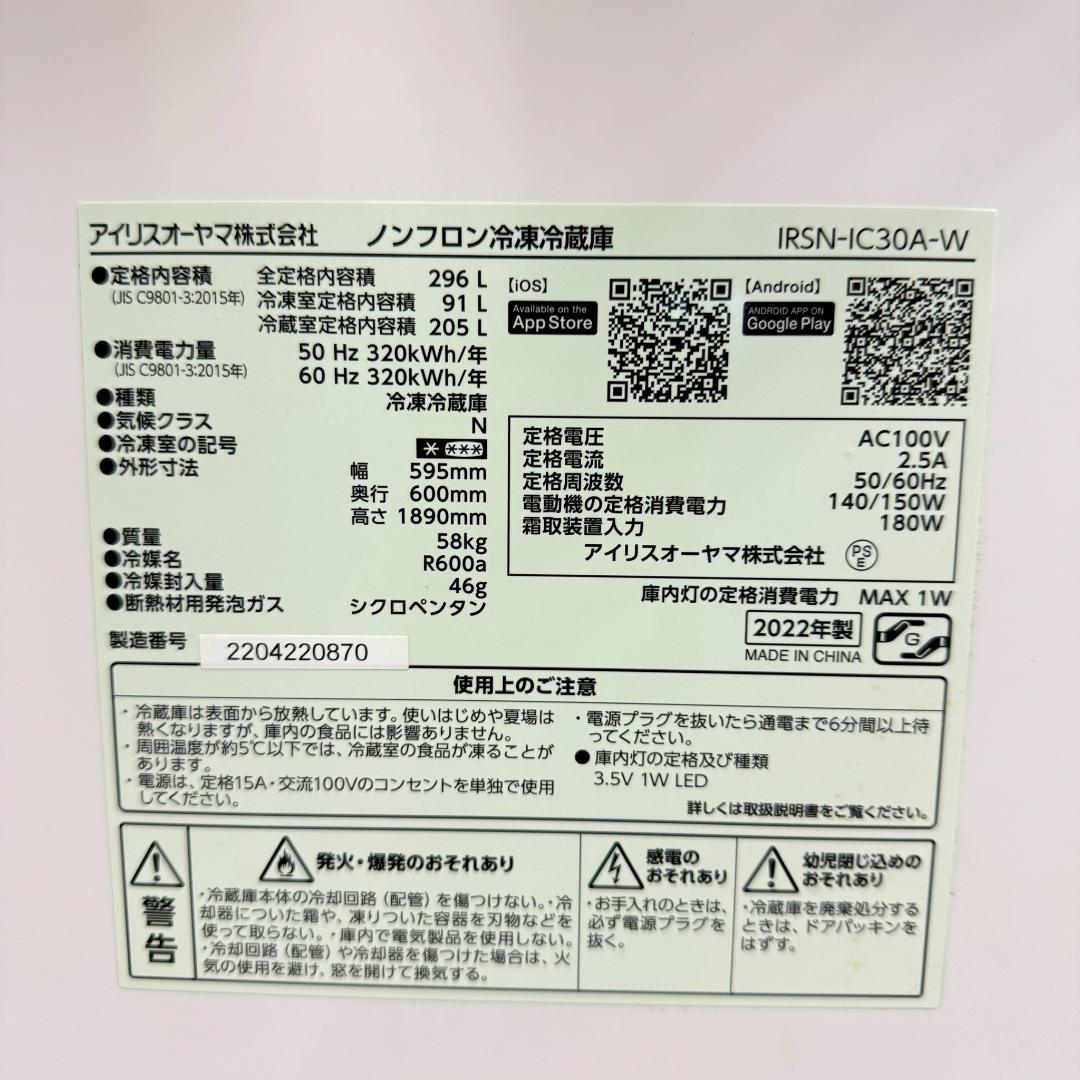 アイリスオーヤマ株式会社 ノンフロン冷凍冷蔵庫 IRSN-IC30A-W
●定格内容積 全定格内容積 296 L
(JIS C9801-3:2015年) 冷凍室定格内容積 91 L
冷蔵室定格内容積 205 L
●消費電力量 50 Hz 320kWh/年
(JIS C9801-3:2015年) 60 Hz 320kWh/年
●種類 冷凍冷蔵庫
●気候クラス N
●冷凍室の記号 * ***
●外形寸法 幅 595mm
奥行 600mm
高さ 1890mm
●質量 58kg
●冷媒名 R600a
●冷媒封入量 46g
●断熱材用発泡ガス シクロペンタン
製造番号 2204220870
【iOS】
Available on the
App Store
【Android】
ANDROID APP ON
Google Play
定格電圧 AC100V
定格電流 2.5A
定格周波数 50/60Hz
電動機の定格消費電力 140/150W
霜取装置入力 180W
アイリスオーヤマ株式会社 PSE
庫内灯の定格消費電力 MAX 1W
2022年製
MADE IN CHINA
G
使用上のご注意
・冷蔵庫は表面から放熱しています。使いはじめや夏場は
熱くなりますが、庫内の食品には影響ありません。
・周囲温度が約5℃以下では、冷蔵室の食品が凍ることが
あります。
・電源は、定格15A・交流100Vのコンセントを単独で使用
してください。
・電源プラグを抜いたら通電まで6分間以上待
ってください。
●庫内灯の定格及び種類
3.5V 1W LED
詳しくは取扱説明書をご覧ください。
警告
発火・爆発のおそれあり
・冷蔵庫本体の冷却回路（配管）を傷つけない。・冷
却器についた霜や、凍りついた容器を刃物などを
使って取らない。・庫内で電気製品を使用しない。
・冷却回路（配管）や冷却器を傷つけた場合は、火
気の使用を避け、窓を開けて換気する。
感電の
おそれあり
・お手入れのときは、
必ず電源プラグを
抜く。
幼児閉じ込めの
おそれあり
・冷蔵庫を廃棄処分する
ときは、ドアパッキンを
はずす。